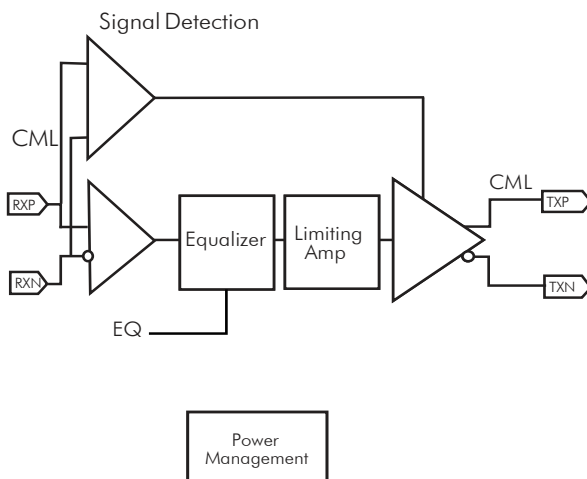 Signal Detection
CML
RXP
RXN
Equalizer
Limiting
Amp
CML
TXP
TXN
EQ
Power
Management